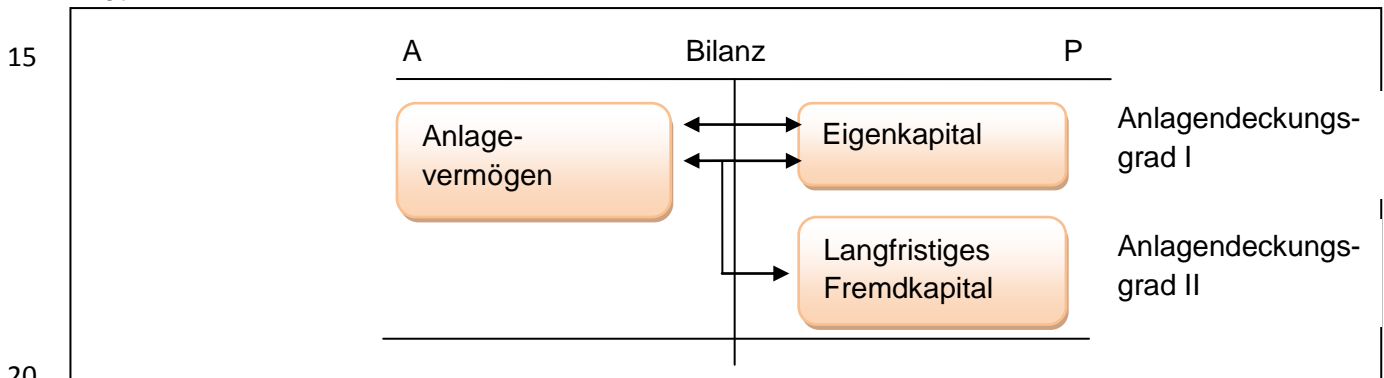 15
A Bilanz P
Anlage-
vermögen
Eigenkapital
Anlagendeckungs-
grad I
Langfristiges
Fremdkapital
Anlagendeckungs-
grad II
20